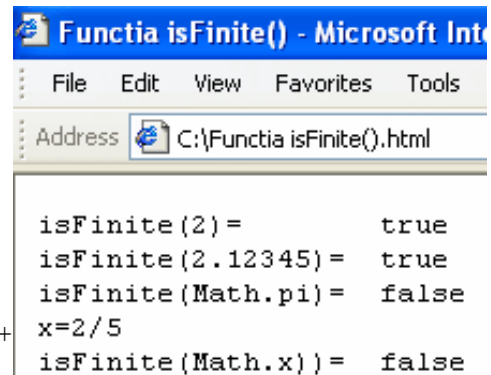 Functia isFinite() - Microsoft Int
File Edit View Favorites Tools
Address C:\Functia isFinite().html
isFinite(2)= true
isFinite(2.12345)= true
isFinite(Math.pi)= false
+ x=2/5
isFinite(Math.x))= false